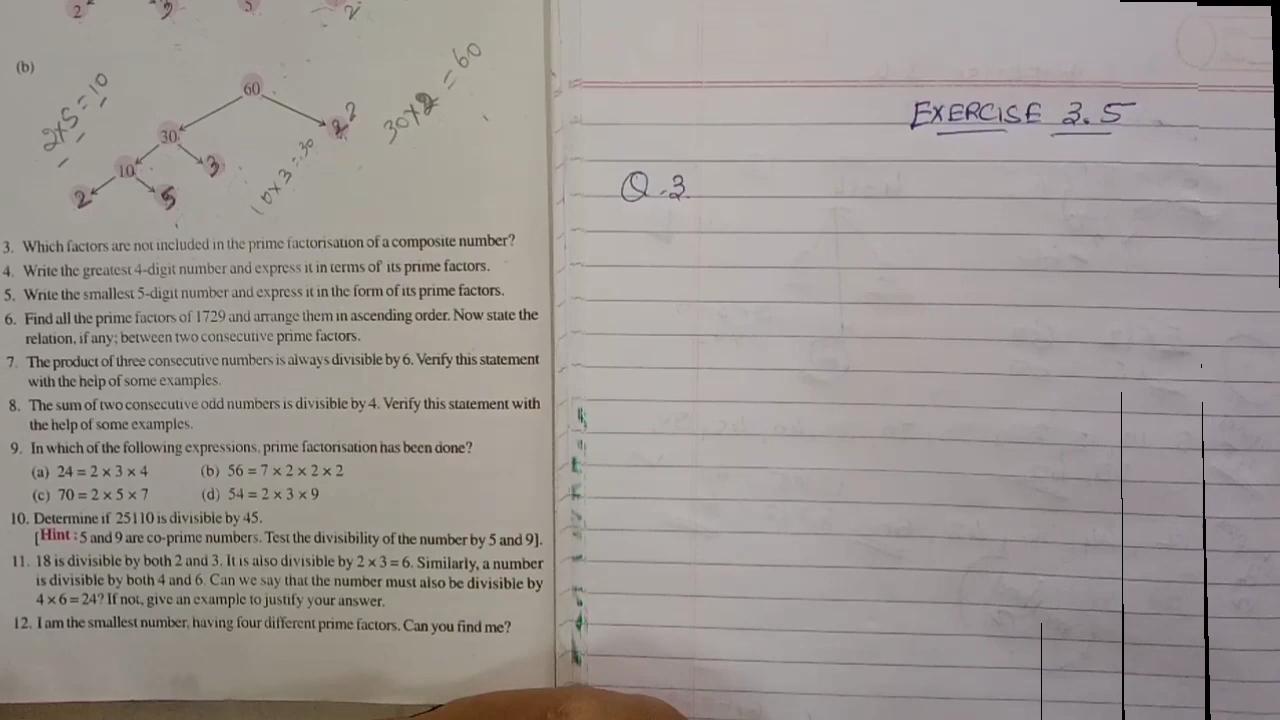 2 3 5 2
(b)
2×5=10
60
30×2=60
30
2 2
10
3
10×3=30
2
5
3. Which factors are not included in the prime factorisation of a composite number?
4. Write the greatest 4-digit number and express it in terms of its prime factors.
5. Write the smallest 5-digit number and express it in the form of its prime factors.
6. Find all the prime factors of 1729 and arrange them in ascending order. Now state the
relation, if any; between two consecutive prime factors.
7. The product of three consecutive numbers is always divisible by 6. Verify this statement
with the help of some examples.
8. The sum of two consecutive odd numbers is divisible by 4. Verify this statement with
the help of some examples.
9. In which of the following expressions, prime factorisation has been done?
(a) 24 = 2 × 3 × 4 (b) 56 = 7 × 2 × 2 × 2
(c) 70 = 2 × 5 × 7 (d) 54 = 2 × 3 × 9
10. Determine if 25110 is divisible by 45.
[Hint : 5 and 9 are co-prime numbers. Test the divisibility of the number by 5 and 9].
11. 18 is divisible by both 2 and 3. It is also divisible by 2 × 3 = 6. Similarly, a number
is divisible by both 4 and 6. Can we say that the number must also be divisible by
4 × 6 = 24? If not, give an example to justify your answer.
12. I am the smallest number, having four different prime factors. Can you find me?
EXERCISE 3.5
Q.3